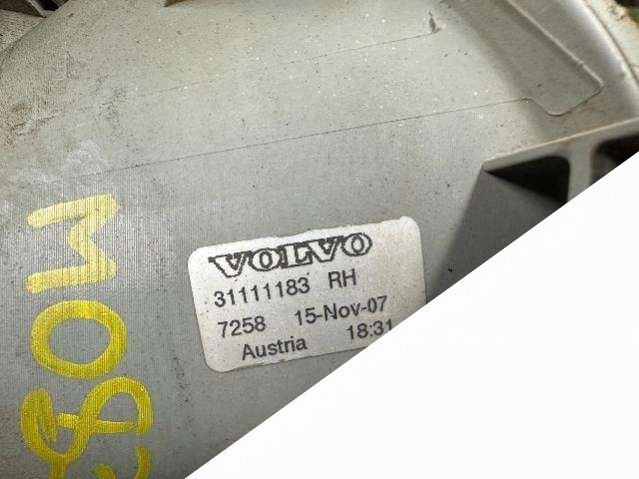 VOLVO
31111183 RH
7258 15-Nov-07
Austria 18:31